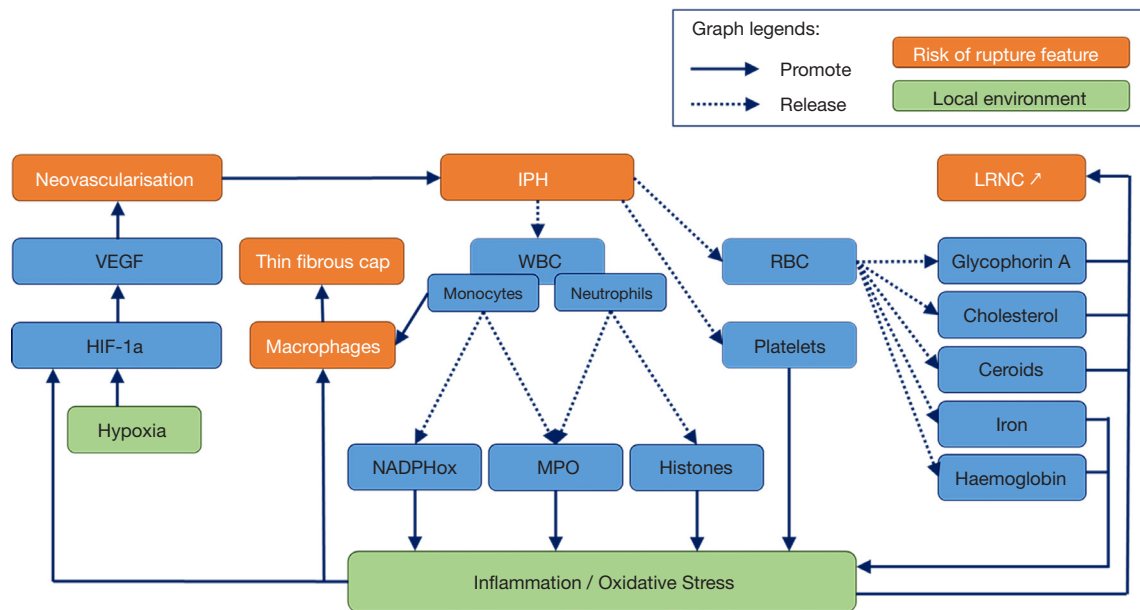 Graph legends:
Promote
Release
Risk of rupture feature
Local environment
Neovascularisation
IPH
LRNC ↗
VEGF
Thin fibrous cap
WBC
Monocytes
Neutrophils
RBC
Glycophorin A
Cholesterol
HIF-1a
Macrophages
Platelets
Ceroids
Hypoxia
Iron
NADPHox
MPO
Histones
Haemoglobin
Inflammation / Oxidative Stress